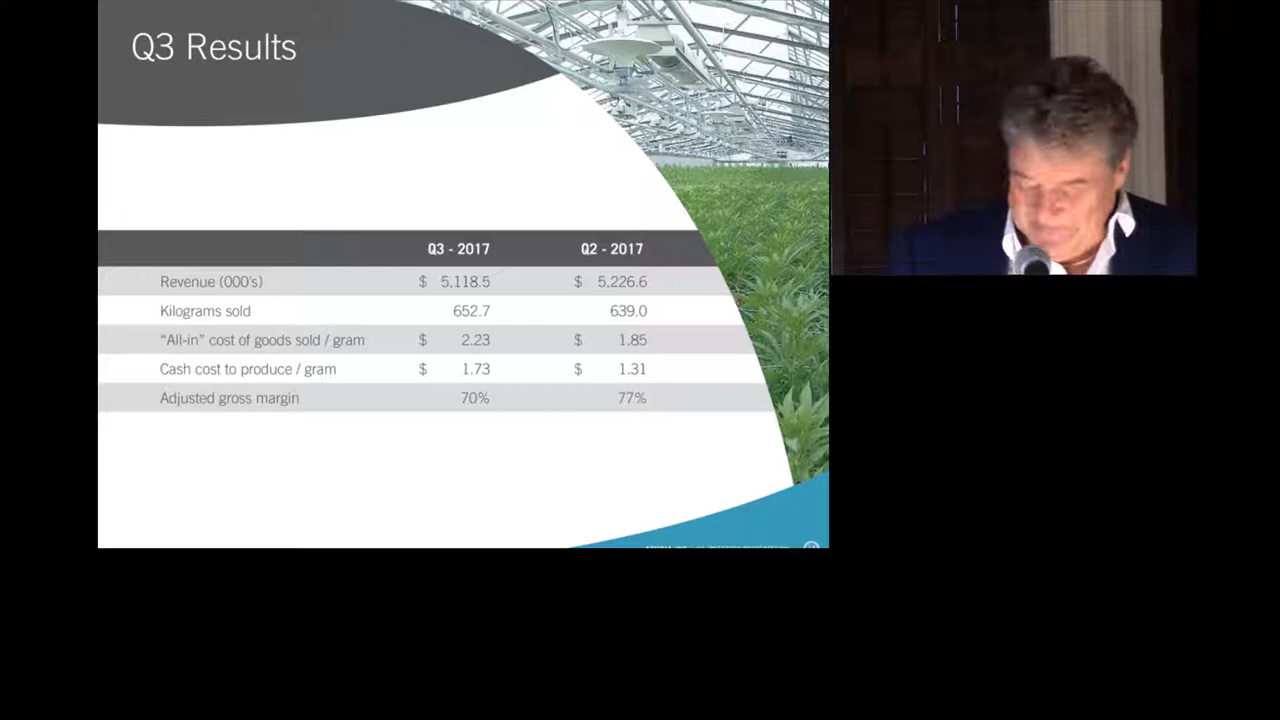 Q3 Results
Q3 - 2017 Q2 - 2017
Revenue (000's) $ 5,118.5 $ 5,226.6
Kilograms sold 652.7 639.0
“All-in” cost of goods sold / gram $ 2.23 $ 1.85
Cash cost to produce / gram $ 1.73 $ 1.31
Adjusted gross margin 70% 77%